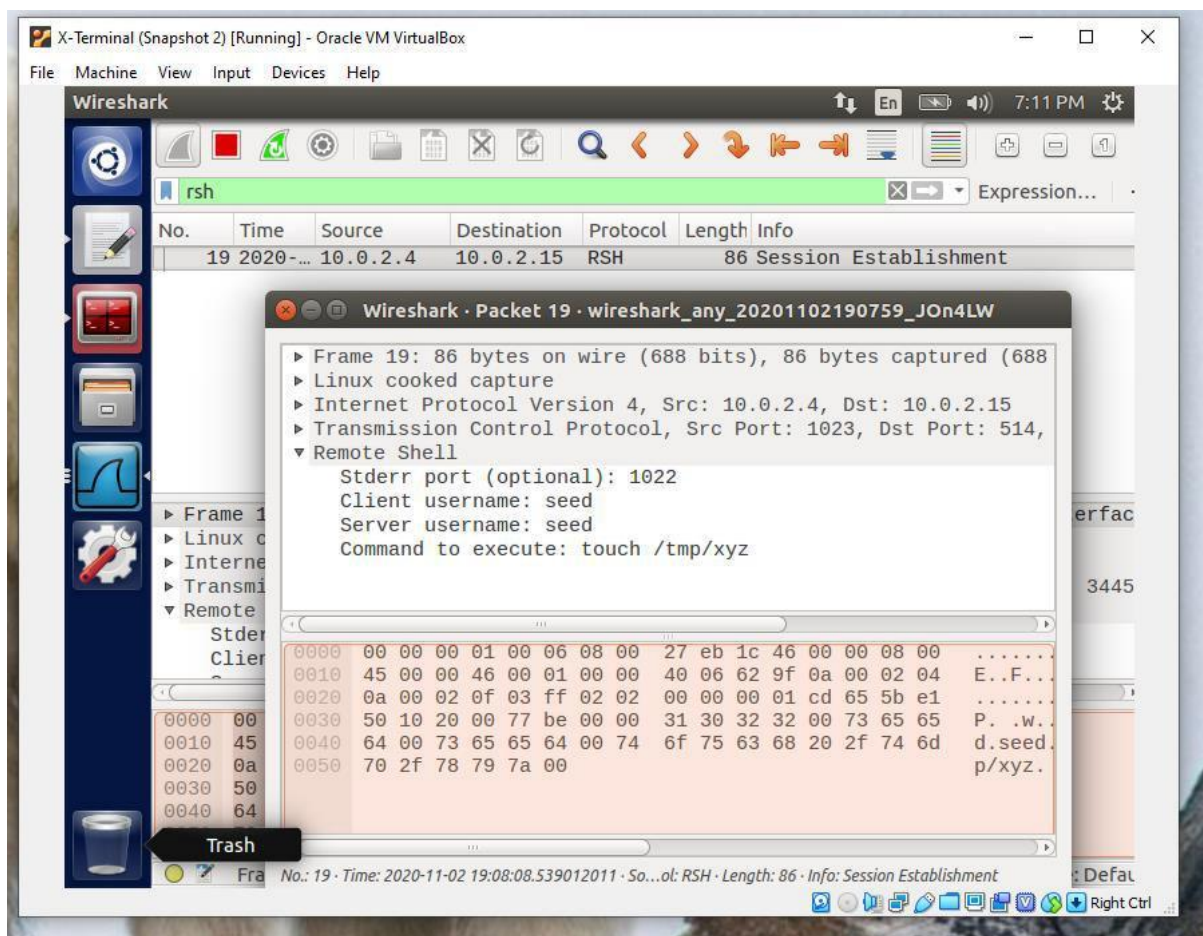 X-Terminal (Snapshot 2) [Running] - Oracle VM VirtualBox
File Machine View Input Devices Help
Wireshark En 7:11 PM
rsh Expression...
No. Time Source Destination Protocol Length Info
19 2020-… 10.0.2.4 10.0.2.15 RSH 86 Session Establishment
Wireshark · Packet 19 · wireshark_any_20201102190759_JOn4LW
Frame 19: 86 bytes on wire (688 bits), 86 bytes captured (688
Linux cooked capture
Internet Protocol Version 4, Src: 10.0.2.4, Dst: 10.0.2.15
Transmission Control Protocol, Src Port: 1023, Dst Port: 514,
Remote Shell
Stderr port (optional): 1022
Client username: seed
Server username: seed
Command to execute: touch /tmp/xyz
Frame 1 erfac
Linux c
Interne
Transmi 3445
Remote
Stder
Clier
0000 00 00 00 01 00 06 08 00 27 eb 1c 46 00 00 08 00 .......
0010 45 00 00 46 00 01 00 00 40 06 62 9f 0a 00 02 04 E..F...
0020 0a 00 02 0f 03 ff 02 02 00 00 00 01 cd 65 5b e1 .......
0030 50 10 20 00 77 be 00 00 31 30 32 32 00 73 65 65 P. .w..
0040 64 00 73 65 65 64 00 74 6f 75 63 68 20 2f 74 6d d.seed.
0050 70 2f 78 79 7a 00 p/xyz.
0000 00
0010 45
0020 0a
0030 50
0040 64
Trash
Fra
No.: 19 · Time: 2020-11-02 19:08:08.539012011 · So...ol: RSH · Length: 86 · Info: Session Establishment
: Defau
Right Ctrl